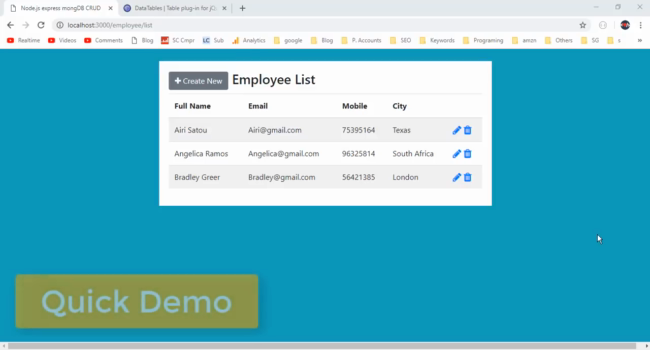 Node.js express mongDB CRUD
DataTables | Table plug-in for jQ
localhost:3000/employee/list
Realtime Videos Comments Blog SC Cmpr LC Sub Analytics google Blog P. Accounts SEO Keywords Programing amzn Others SG s »
+ Create New Employee List
Full Name Email Mobile City
Airi Satou Airi@gmail.com 75395164 Texas
Angelica Ramos Angelica@gmail.com 96325814 South Africa
Bradley Greer Bradley@gmail.com 56421385 London
Quick Demo